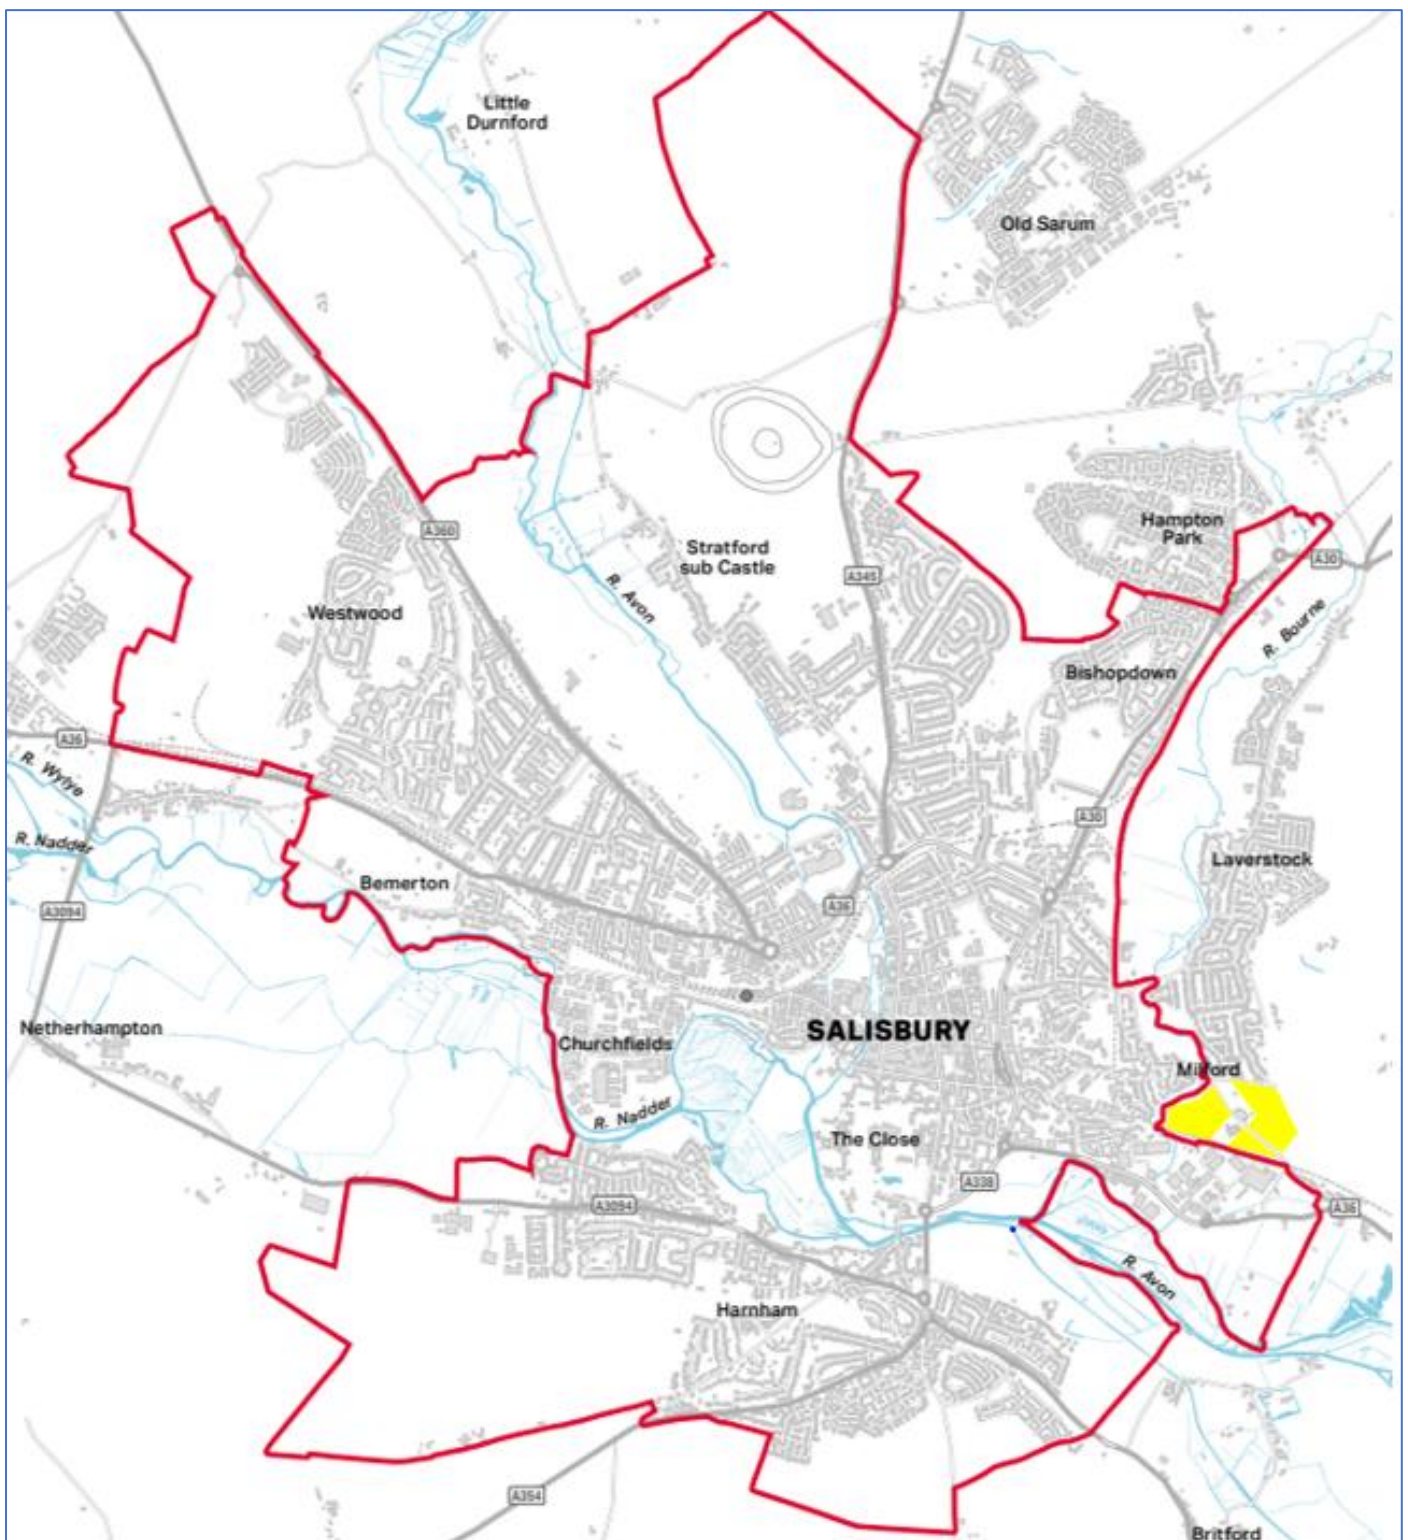 Little
Durnford
Old Sarum
A360
Hampton
Park
Stratford
sub Castle
A30
A345
R. Avon
Westwood
R. Bourne
Bishopdown
A36
R. Wylye
A30
R. Nadder
Laverstock
Bemerton
A36
A3094
Netherhampton
SALISBURY
Churchfields
Milford
R. Nadder
The Close
A338
A3094
A36
R. Avon
Harnham
A354
Britford